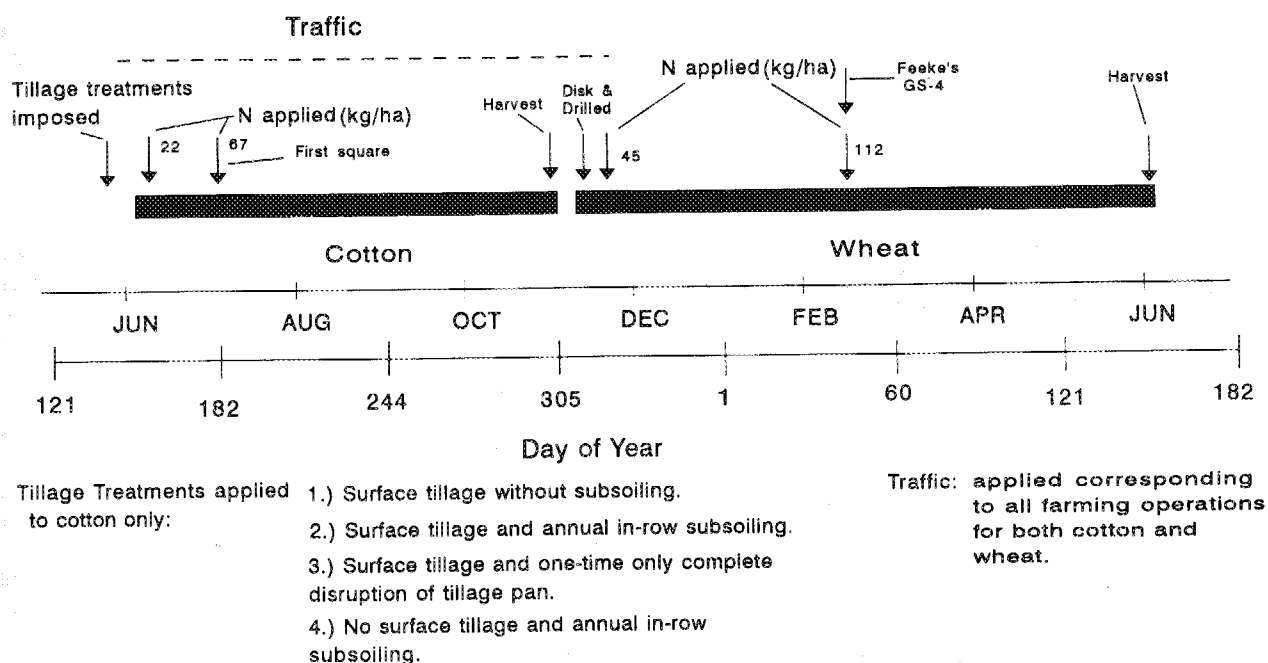 Traffic
Tillage treatments
imposed
N applied (kg/ha)
22
67
First square
Harvest
Disk &
Drilled
N applied (kg/ha)
45
Feeke's
GS-4
112
Harvest
Cotton
Wheat
JUN AUG OCT DEC FEB APR JUN
121 182 244 305 1 60 121 182
Day of Year
Tillage Treatments applied
to cotton only:
1.) Surface tillage without subsoiling.
2.) Surface tillage and annual in-row subsoiling.
3.) Surface tillage and one-time only complete
disruption of tillage pan.
4.) No surface tillage and annual in-row
subsoiling.
Traffic: applied corresponding
to all farming operations
for both cotton and
wheat.